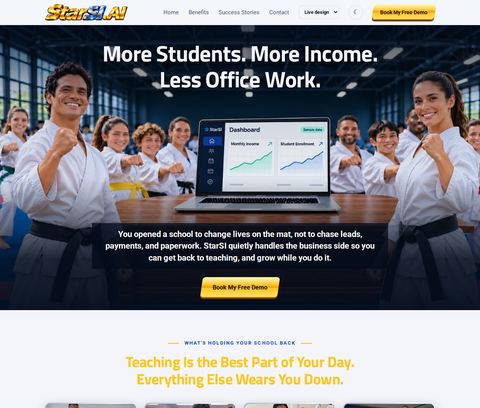 StarSI.AI
Home
Benefits
Success Stories
Contact
Live design
Book My Free Demo
More Students. More Income.
Less Office Work.
StarSI
Dashboard
Sample data
Monthly income
Student Enrollment
You opened a school to change lives on the mat, not to chase leads,
payments, and paperwork. StarSI quietly handles the business side so you
can get back to teaching, and grow while you do it.
Book My Free Demo
WHAT'S HOLDING YOUR SCHOOL BACK
Teaching Is the Best Part of Your Day.
Everything Else Wears You Down.